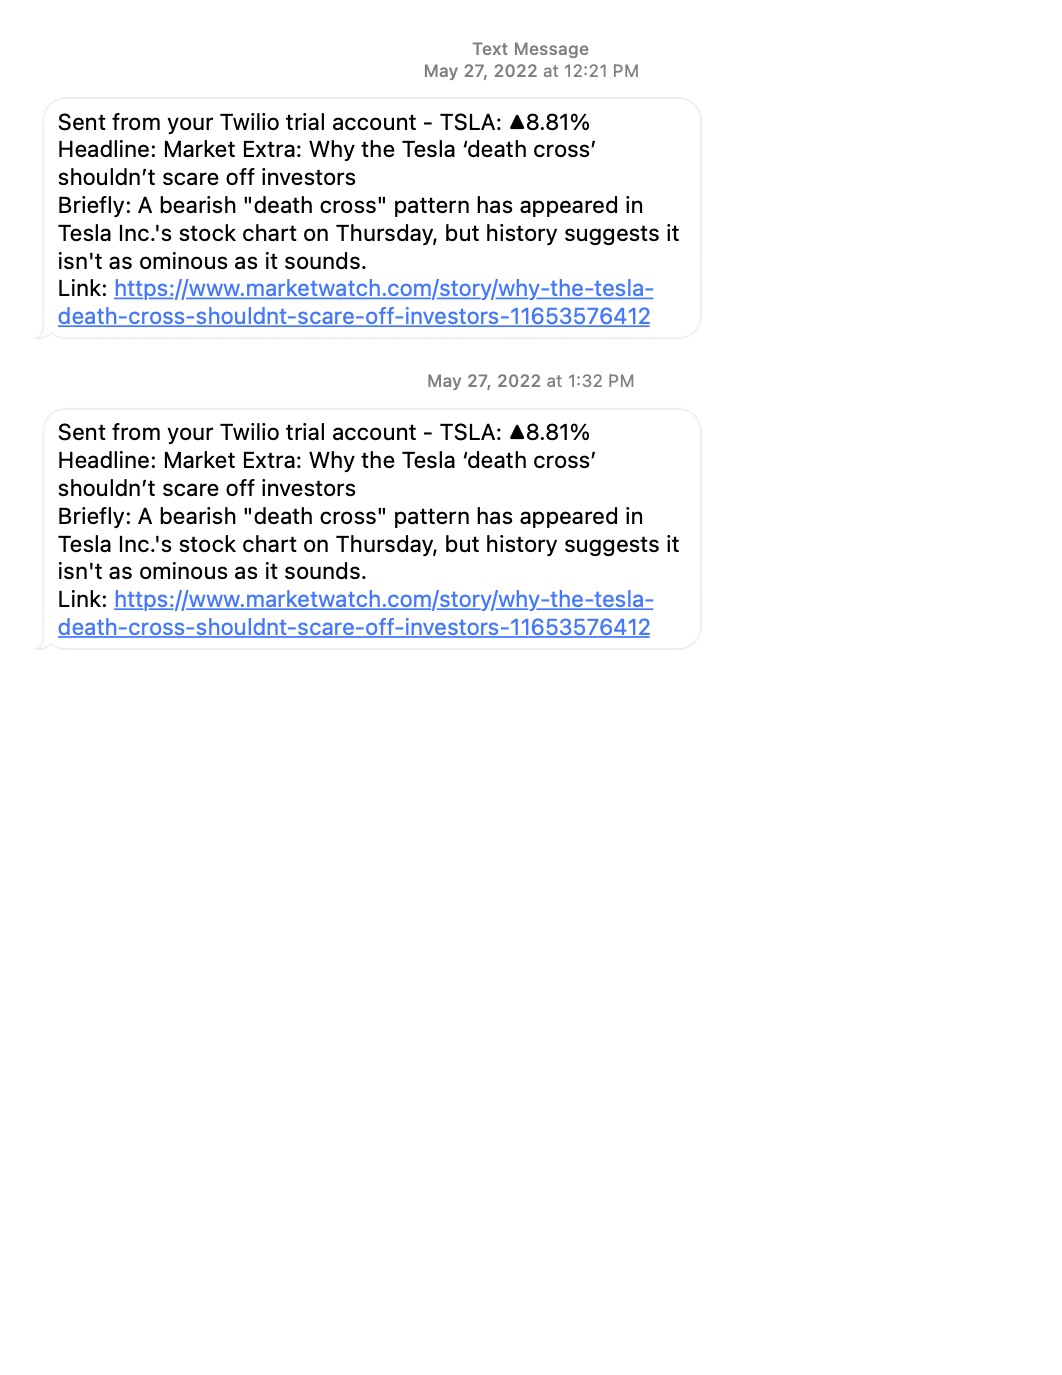 Text Message
May 27, 2022 at 12:21 PM
Sent from your Twilio trial account - TSLA: ▲8.81%
Headline: Market Extra: Why the Tesla ‘death cross’
shouldn’t scare off investors
Briefly: A bearish "death cross" pattern has appeared in
Tesla Inc.'s stock chart on Thursday, but history suggests it
isn't as ominous as it sounds.
Link: https://www.marketwatch.com/story/why-the-tesla-
death-cross-shouldnt-scare-off-investors-11653576412
May 27, 2022 at 1:32 PM
Sent from your Twilio trial account - TSLA: ▲8.81%
Headline: Market Extra: Why the Tesla ‘death cross’
shouldn’t scare off investors
Briefly: A bearish "death cross" pattern has appeared in
Tesla Inc.'s stock chart on Thursday, but history suggests it
isn't as ominous as it sounds.
Link: https://www.marketwatch.com/story/why-the-tesla-
death-cross-shouldnt-scare-off-investors-11653576412